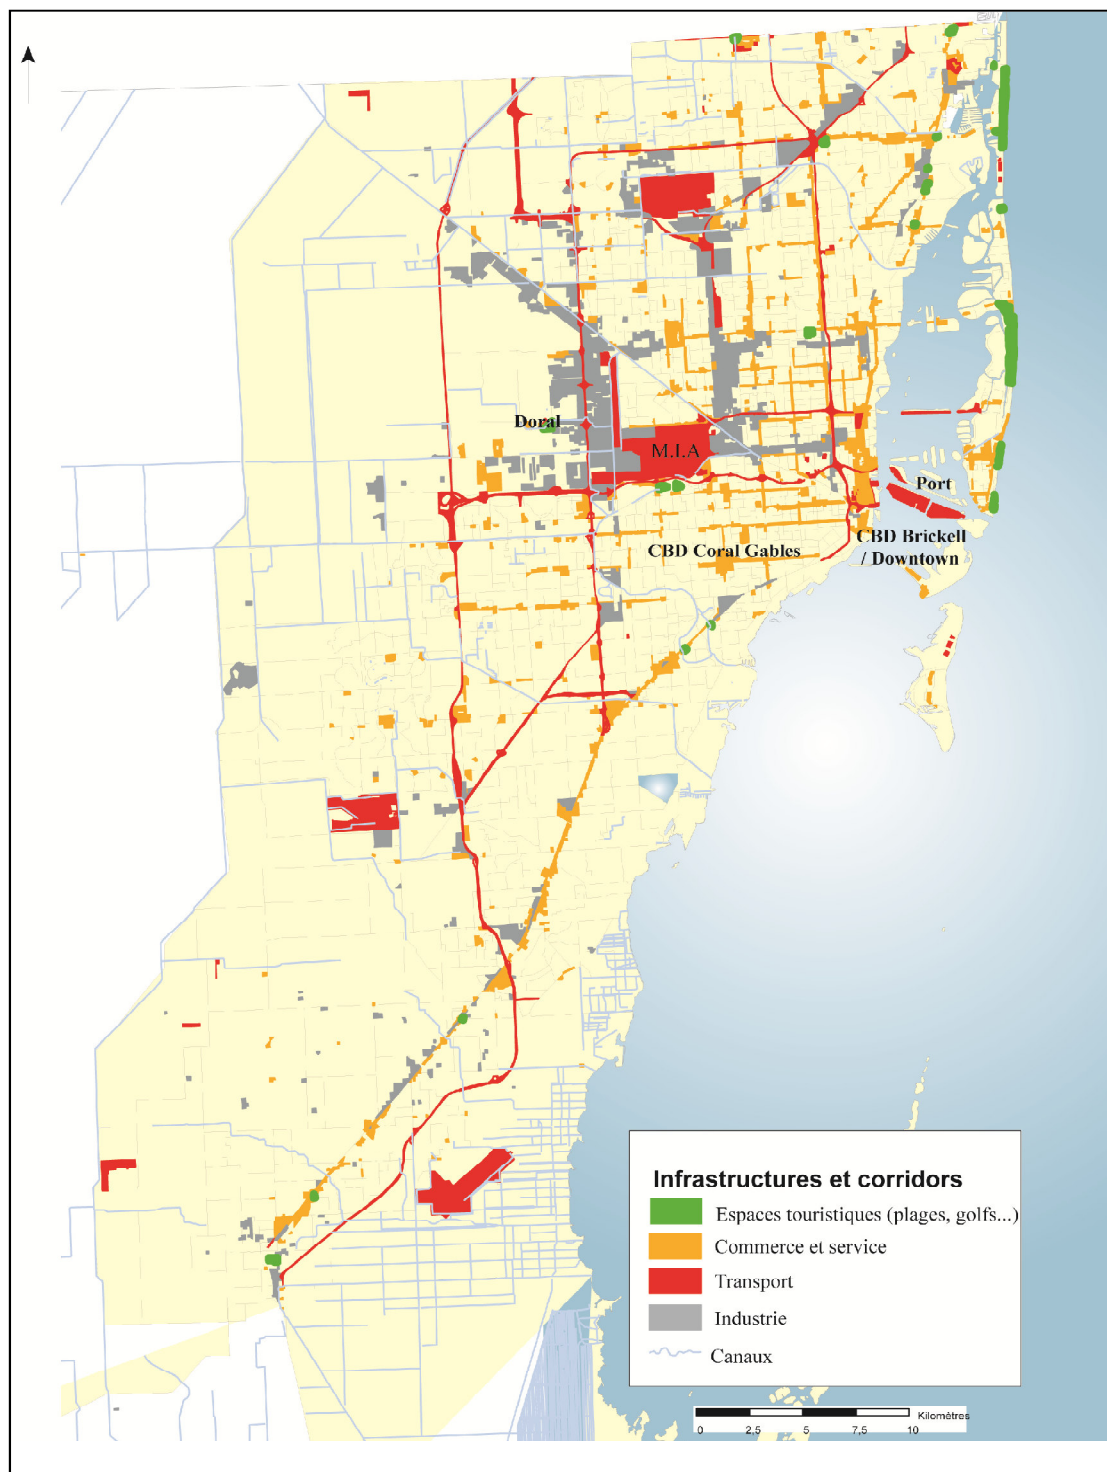 Doral
M.I.A
Port
CBD Brickell
/ Downtown
CBD Coral Gables
Infrastructures et corridors
Espaces touristiques (plages, golfs...)
Commerce et service
Transport
Industrie
Canaux
0 2,5 5 7,5 10 Kilomètres